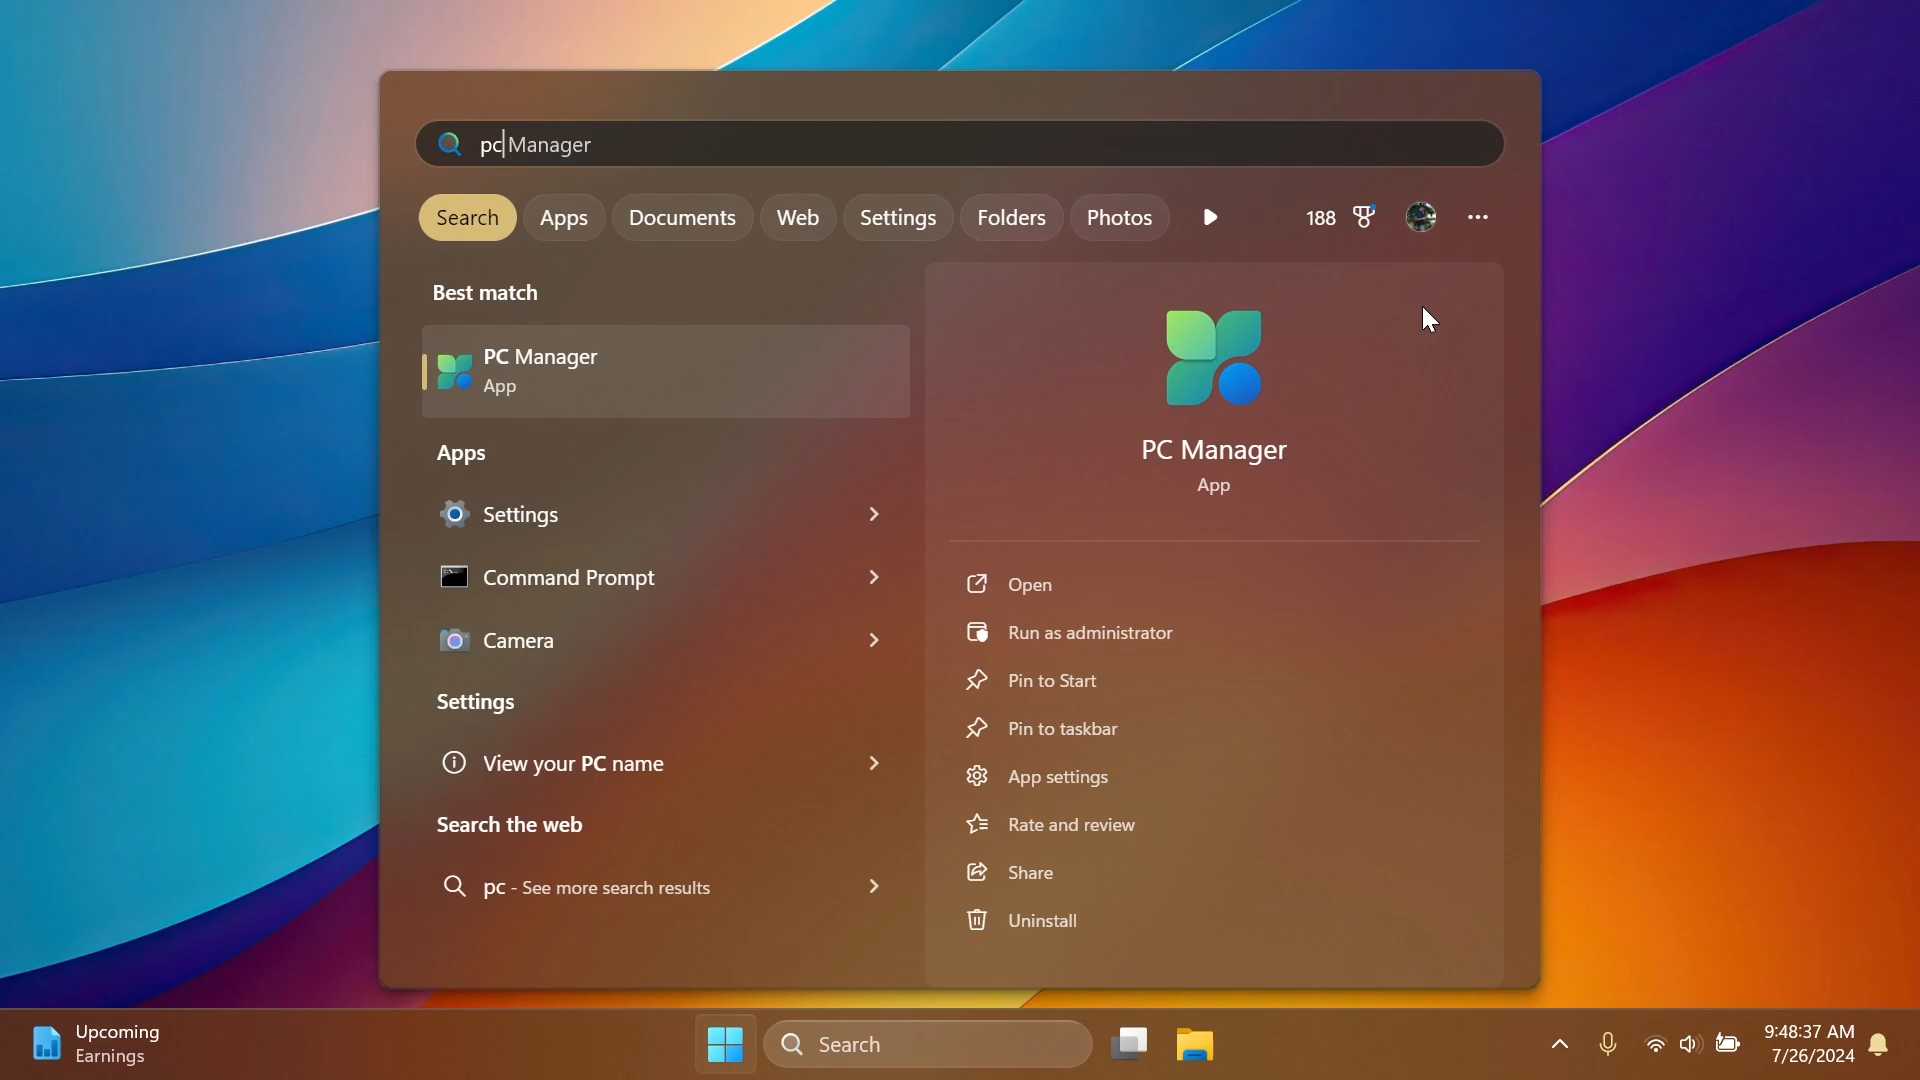 pc Manager
Search Apps Documents Web Settings Folders Photos 188
Best match
PC Manager
App
Apps
Settings
Command Prompt
Camera
Settings
View your PC name
Search the web
pc - See more search results
PC Manager
App
Open
Run as administrator
Pin to Start
Pin to taskbar
App settings
Rate and review
Share
Uninstall
Upcoming
Earnings
Search
9:48:37 AM
7/26/2024